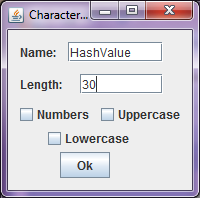 Character...
Name: HashValue
Length: 30
Numbers Uppercase
Lowercase
Ok